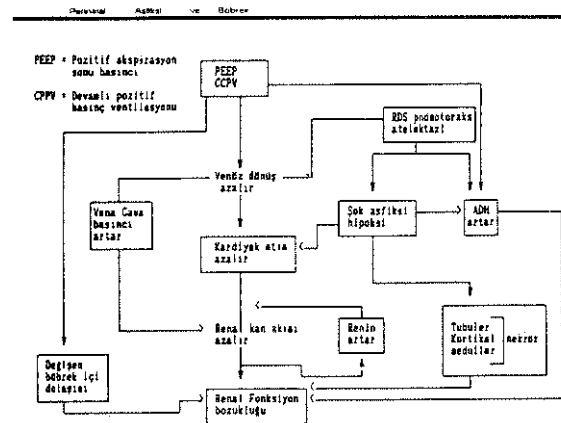 Perinatal Asfiksi ve Böbrek
PEEP = Pozitif ekspirasyon
sonu basıncı
CPPV = Devamlı pozitif
basınç ventilasyonu
PEEP
CCPV
RDS pnömotoraks
atelektazi
Venöz dönüş
azalır
Vena Cava
basıncı
artar
Şok asfiksi
hipoksi
ADH
artar
Kardiyak atım
azalır
Renal kan akımı
azalır
Renin
artar
Tubuler
Kortikal
medullar
nekroz
Değişen
böbrek içi
dolaşımı
Renal Fonksiyon
bozukluğu